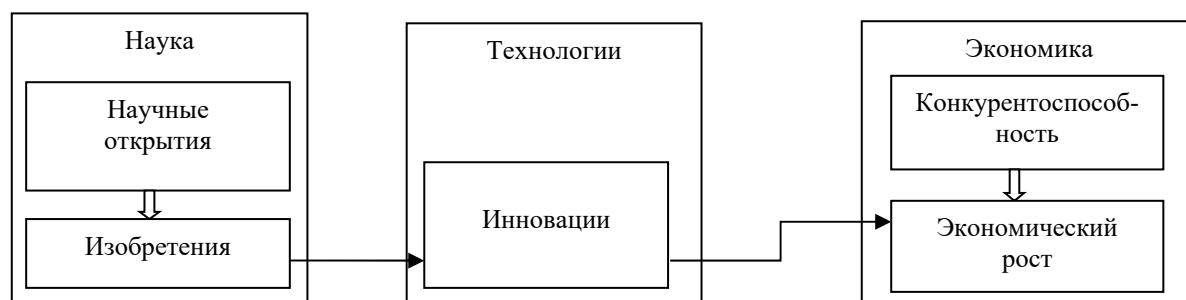 Наука
Научные
открытия
Изобретения
Технологии
Инновации
Экономика
Конкурентоспособ-
ность
Экономический
рост